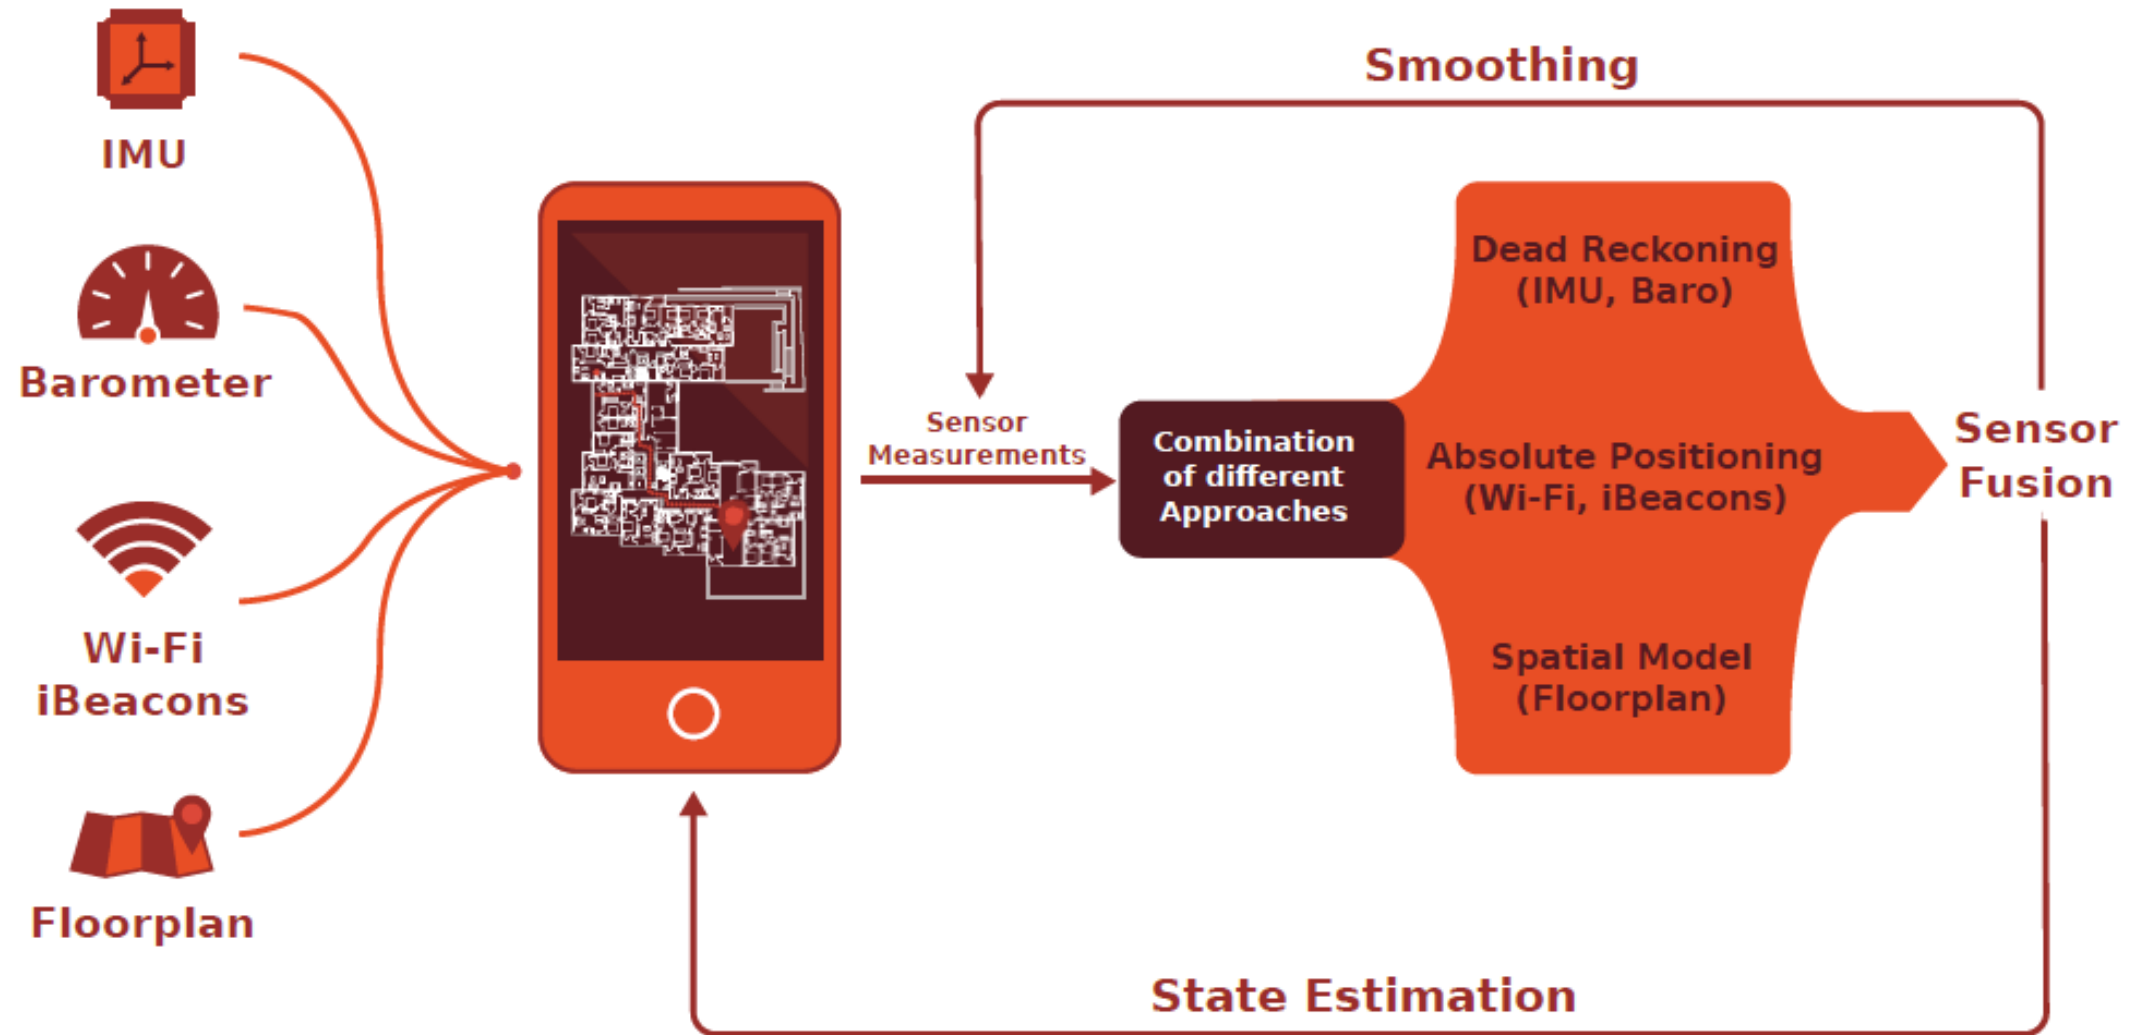 IMU
Barometer
Wi-Fi
iBeacons
Floorplan
Smoothing
Sensor
Measurements
Combination
of different
Approaches
Dead Reckoning
(IMU, Baro)
Absolute Positioning
(Wi-Fi, iBeacons)
Spatial Model
(Floorplan)
Sensor
Fusion
State Estimation